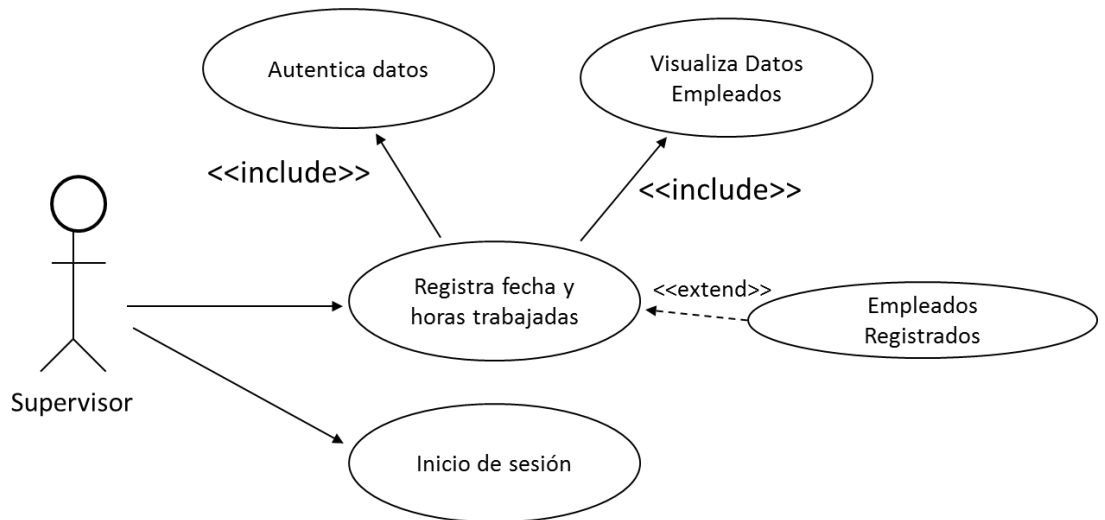 Autentica datos
Visualiza Datos
Empleados
<<include>>
<<include>>
Registra fecha y
horas trabajadas
<<extend>>
Empleados
Registrados
Supervisor
Inicio de sesión